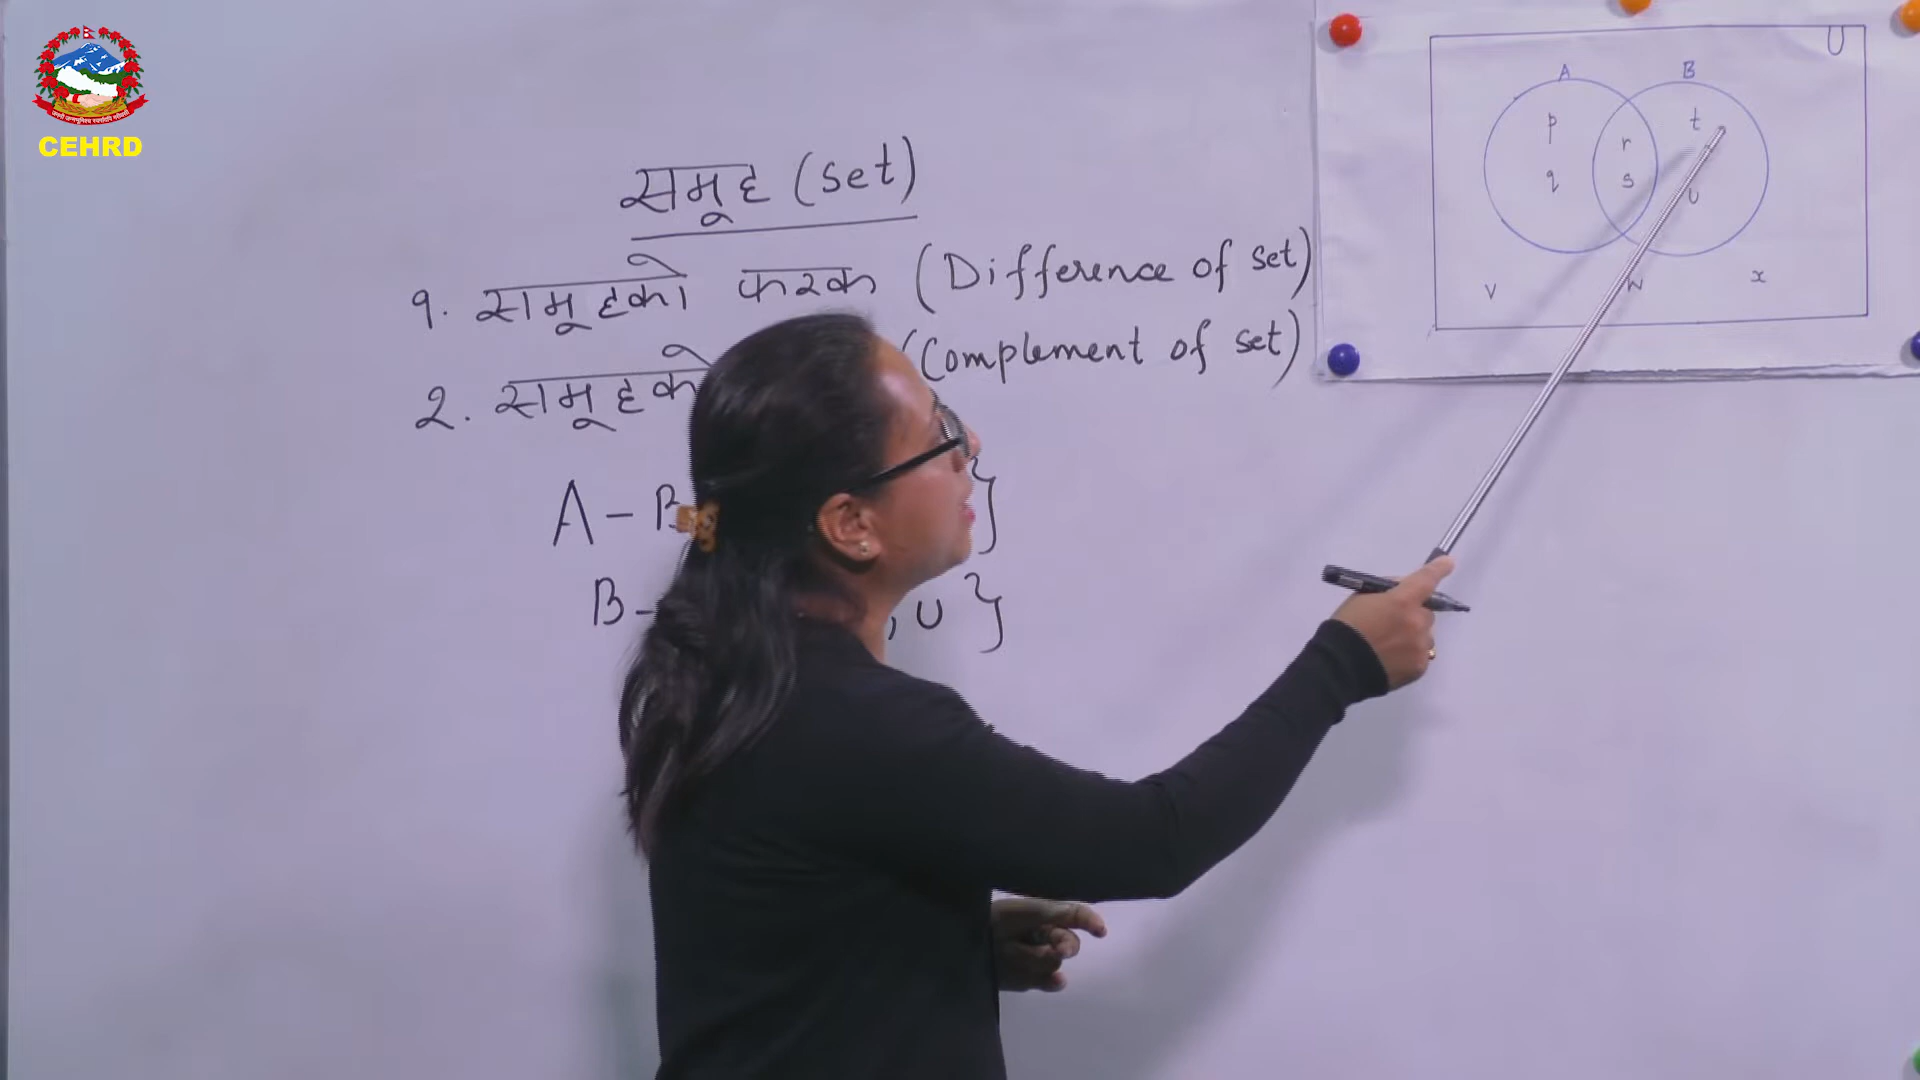 CEHRD
समूह (set)
१. समूहको फरक (Difference of set)
२. समूहको (Complement of set)
A - B }
B - , u }
U
A B
p r t
q s u
v w x